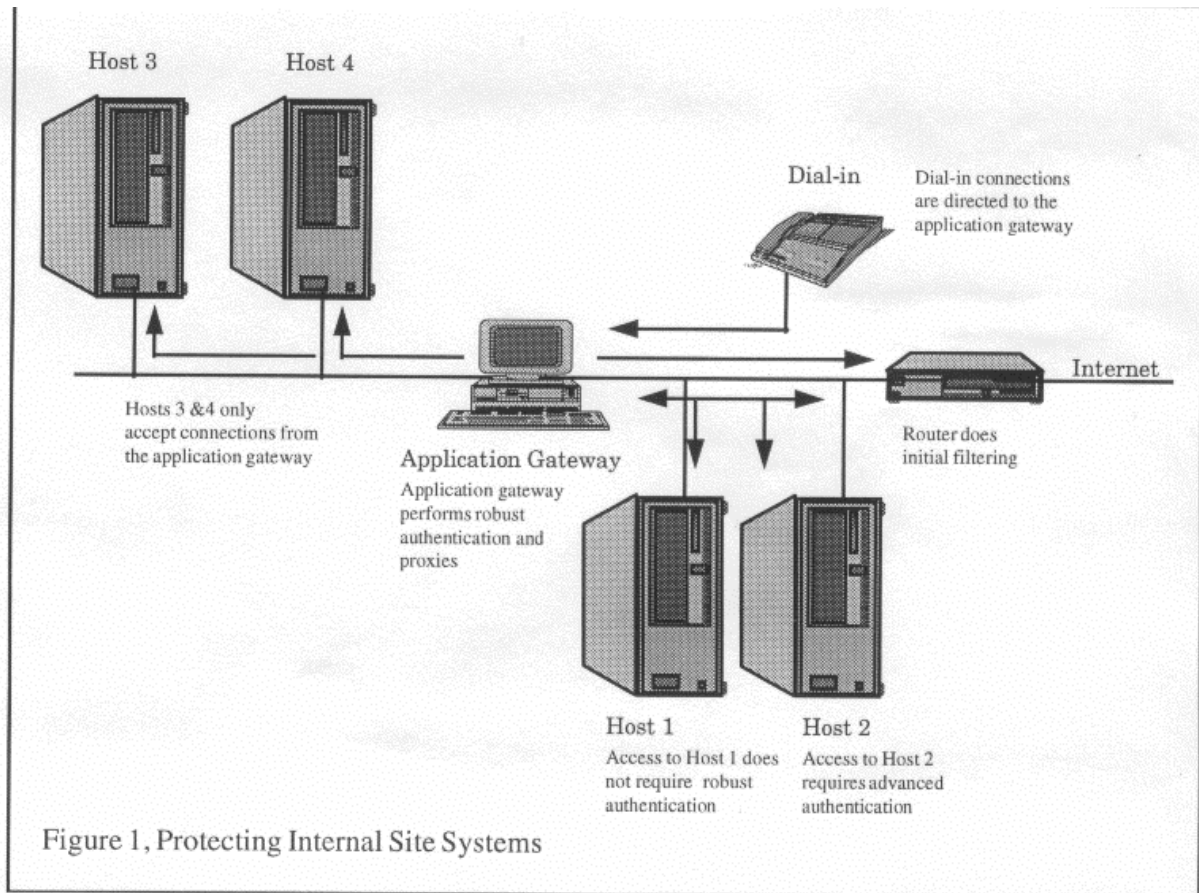 Host 3
Host 4
Dial-in
Dial-in connections
are directed to the
application gateway
Internet
Hosts 3 &4 only
accept connections from
the application gateway
Router does
initial filtering
Application Gateway
Application gateway
performs robust
authentication and
proxies
Host 1
Access to Host 1 does
not require robust
authentication
Host 2
Access to Host 2
requires advanced
authentication
Figure 1, Protecting Internal Site Systems